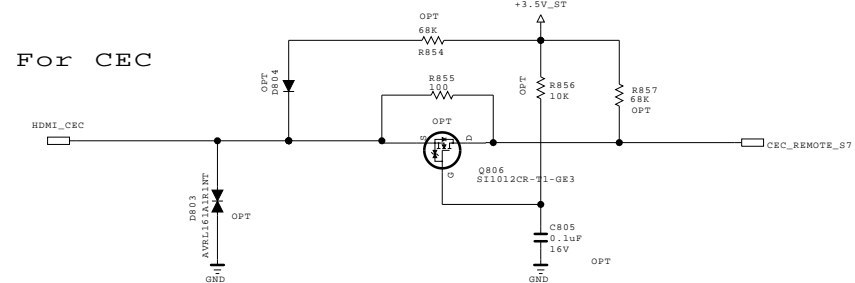 +3.5V_ST
OPT
68K
R854
For CEC
OPT
D804
R855
100
OPT
R856
10K
R857
68K
OPT
HDMI_CEC
OPT
S
D
G
CEC_REMOTE_S7
Q806
SI1012CR-T1-GE3
D803
AVRL161A1R1NT
OPT
C805
0.1uF
16V
OPT
GND
GND